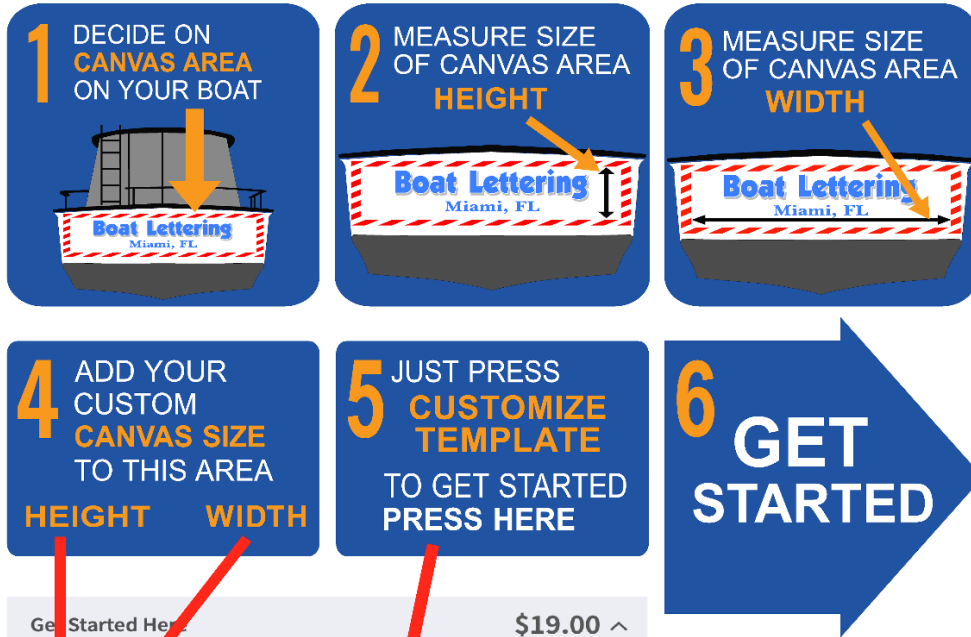 1
DECIDE ON
CANVAS AREA
ON YOUR BOAT
Boat Lettering
Miami, FL
2
MEASURE SIZE
OF CANVAS AREA
HEIGHT
Boat Lettering
Miami, FL
3
MEASURE SIZE
OF CANVAS AREA
WIDTH
Boat Lettering
Miami, FL
4
ADD YOUR
CUSTOM
CANVAS SIZE
TO THIS AREA
HEIGHT WIDTH
5
JUST PRESS
CUSTOMIZE
TEMPLATE
TO GET STARTED
PRESS HERE
6
GET
STARTED
Get Started Here $19.00